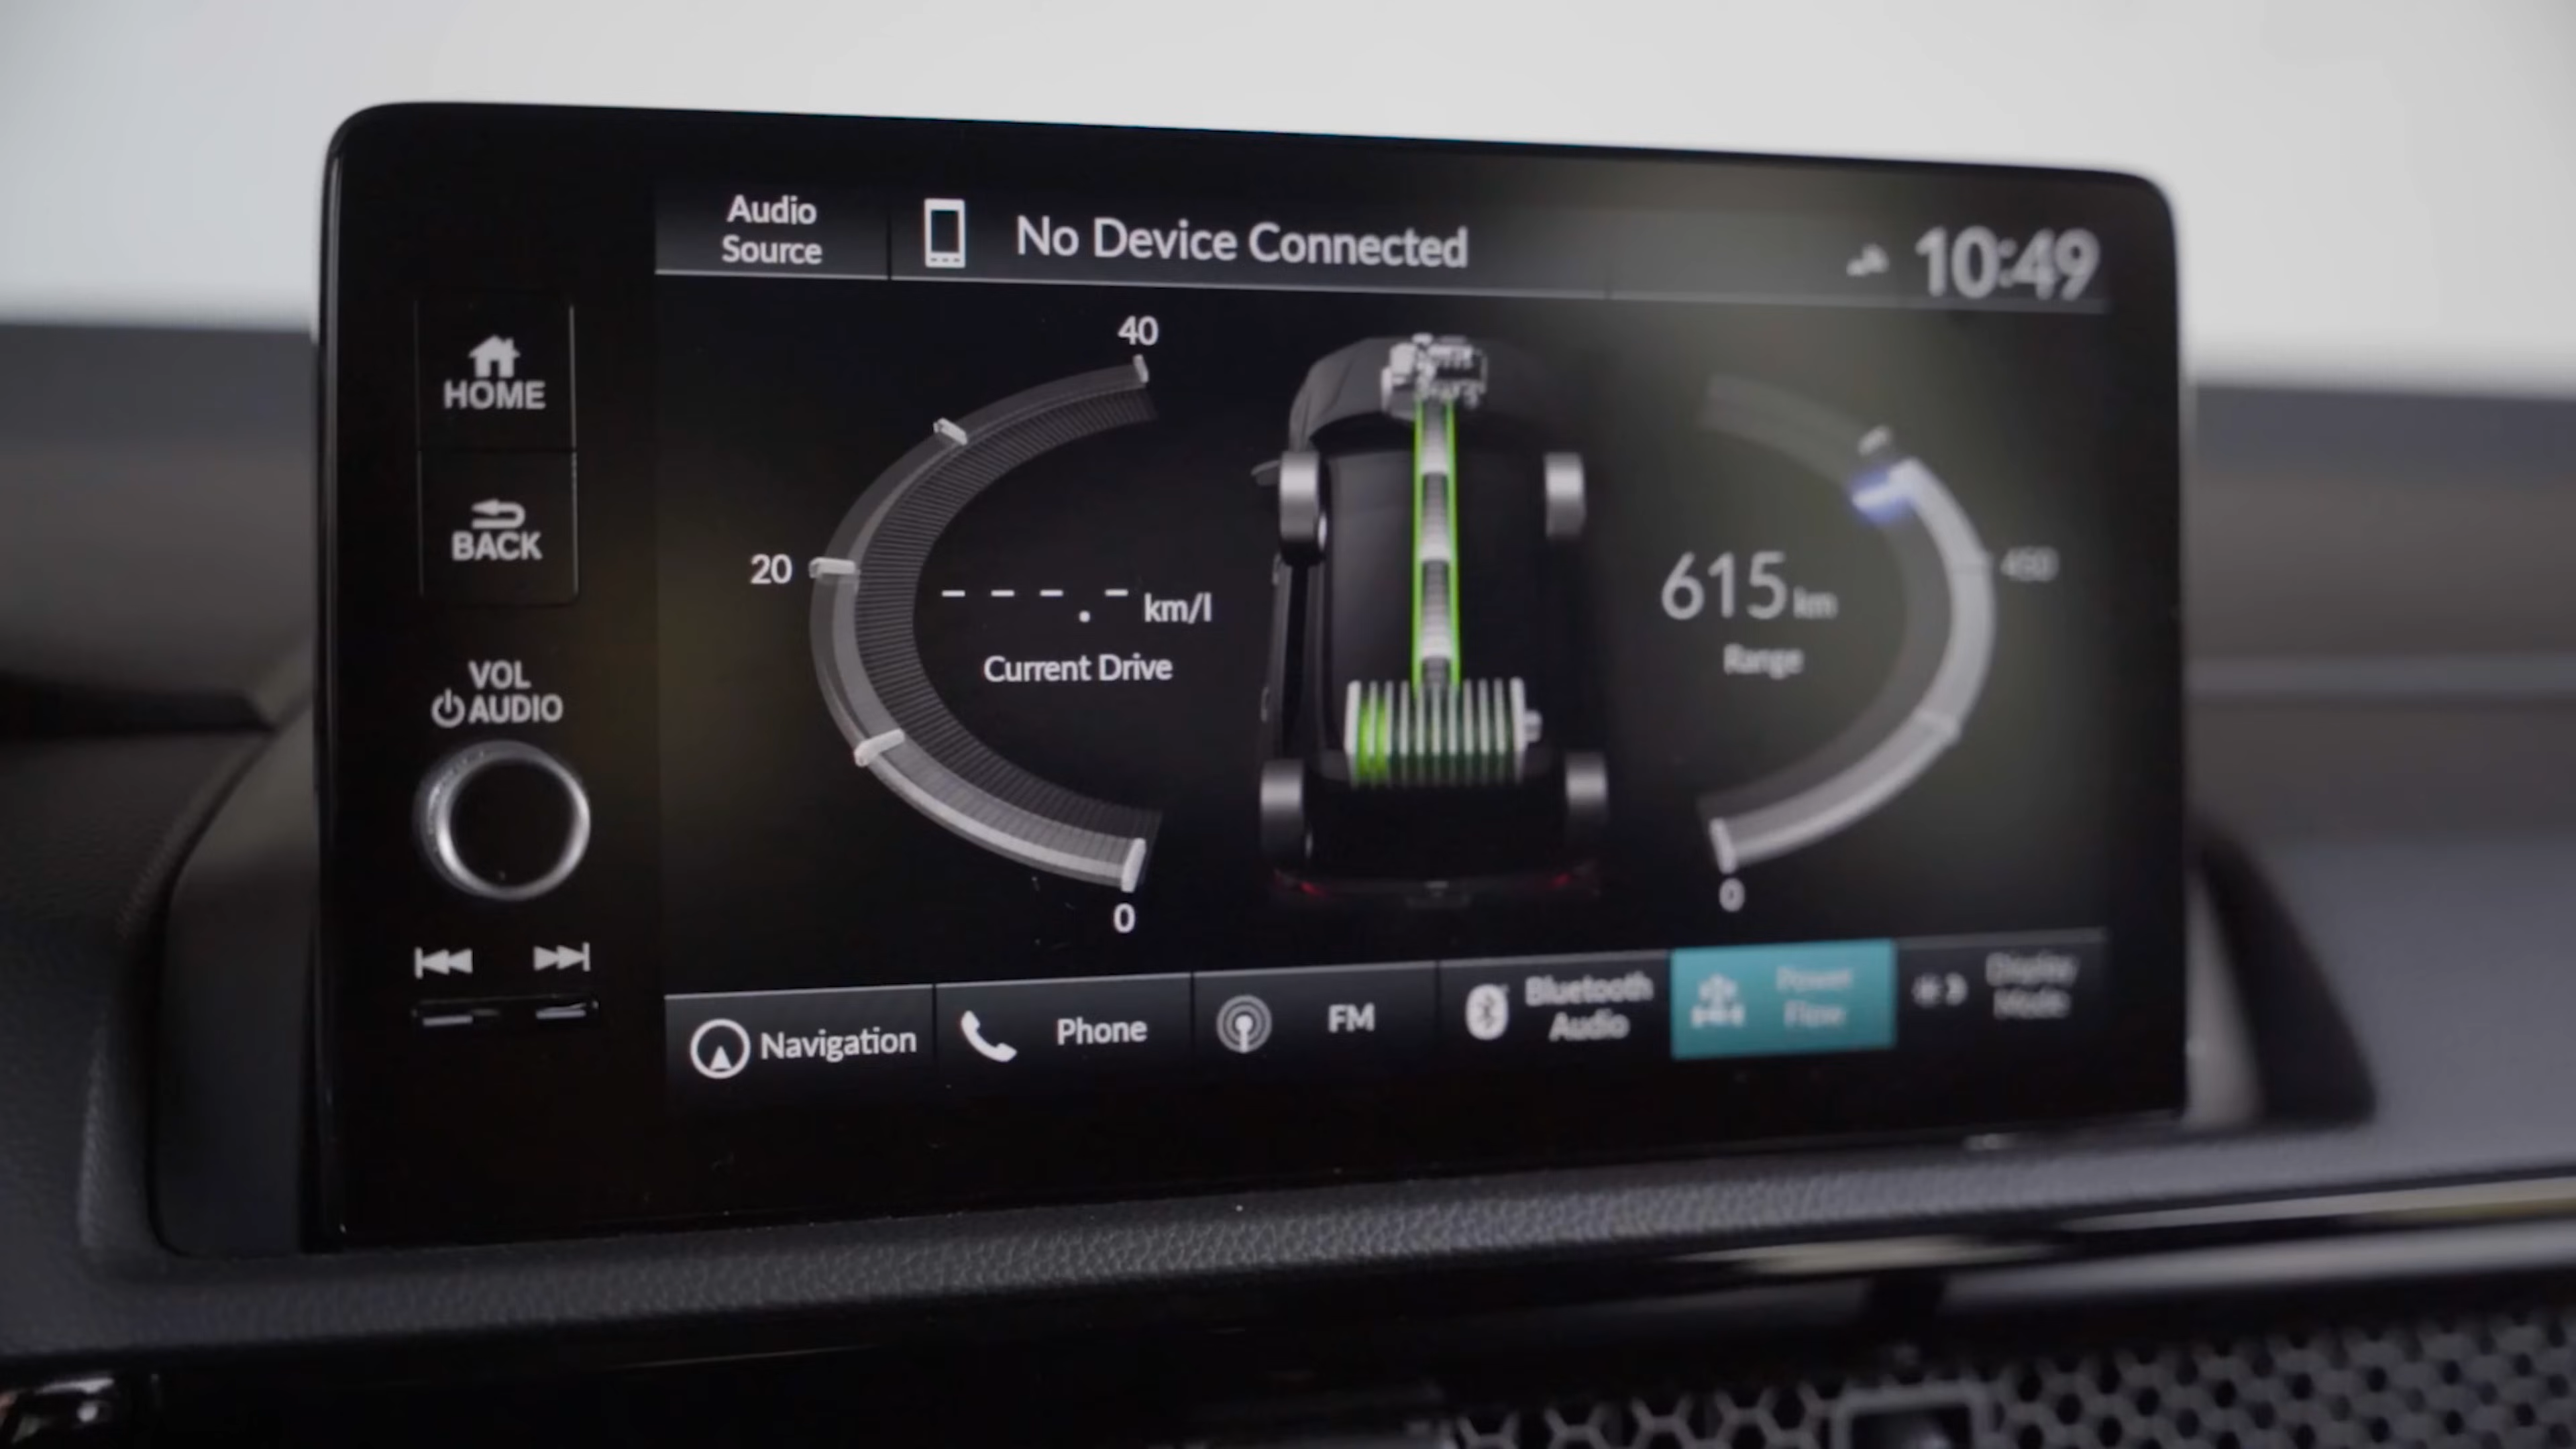 Audio
Source
No Device Connected
10:49
HOME
BACK
VOL
AUDIO
40
20
0
---.- km/l
Current Drive
615 km
Range
0
Navigation
Phone
FM
Bluetooth
Audio
Power
Flow
Display
Mode